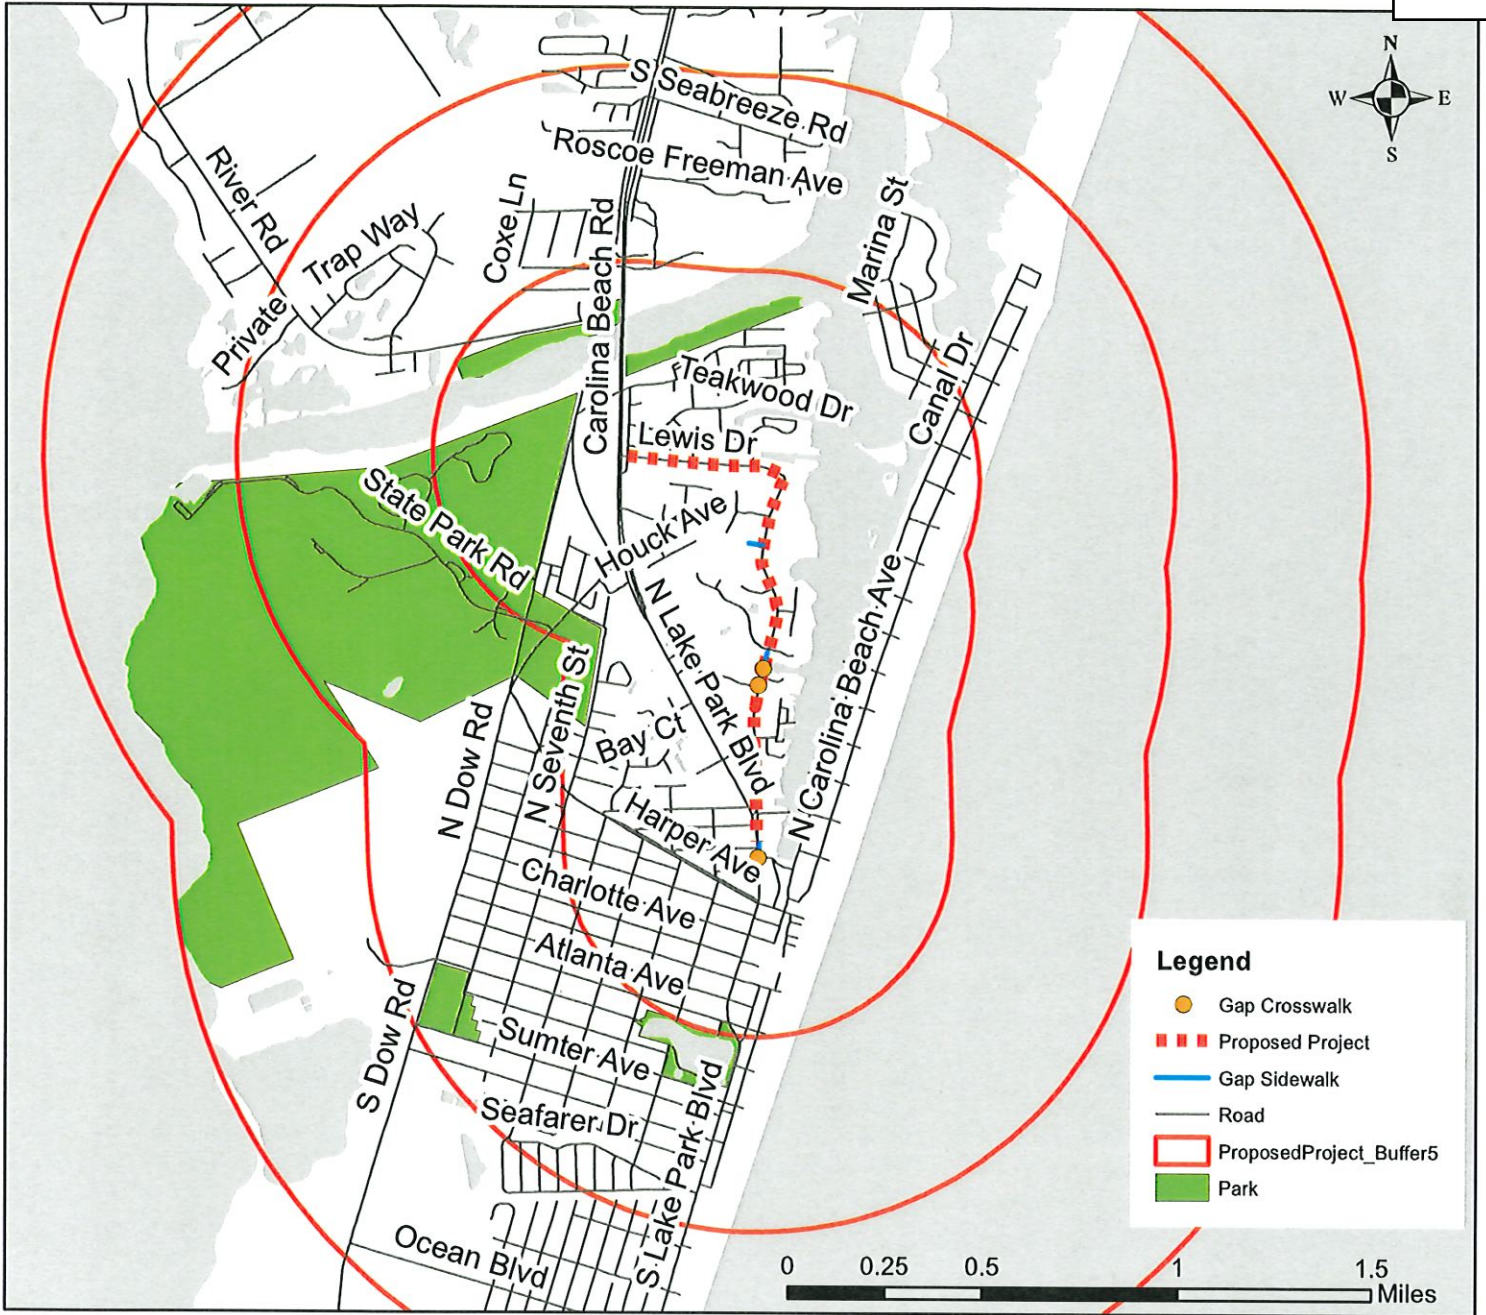 N
W E
S
S Seabreeze Rd
Roscoe Freeman Ave
River Rd
Trap Way
Coxe Ln
Carolina Beach Rd
Marina St
Private
Canal Dr
Teakwood Dr
Lewis Dr
State Park Rd
Houck Ave
N Lake Park Blvd
N Carolina Beach Ave
N Seventh St
N Dow Rd
Bay Ct
Harper Ave
Charlotte Ave
Atlanta Ave
S Dow Rd
Sumter Ave
Seafarer Dr
S Lake Park Blvd
Ocean Blvd
Legend
Gap Crosswalk
Proposed Project
Gap Sidewalk
Road
ProposedProject_Buffer5
Park
0 0.25 0.5 1 1.5
Miles